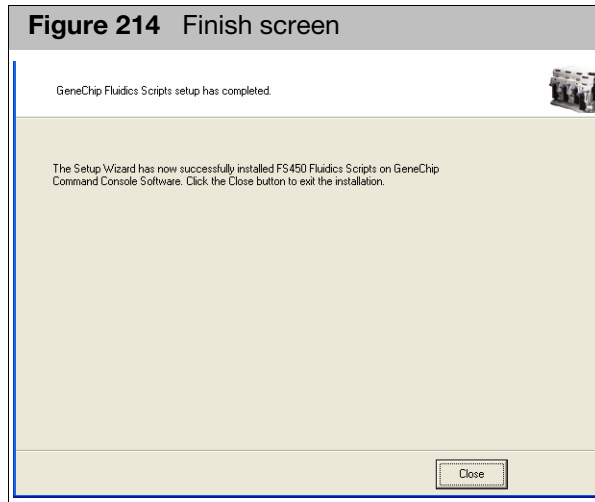 Figure 214 Finish screen
GeneChip Fluidics Scripts setup has completed.
The Setup Wizard has now successfully installed FS450 Fluidics Scripts on GeneChip
Command Console Software. Click the Close button to exit the installation.
Close